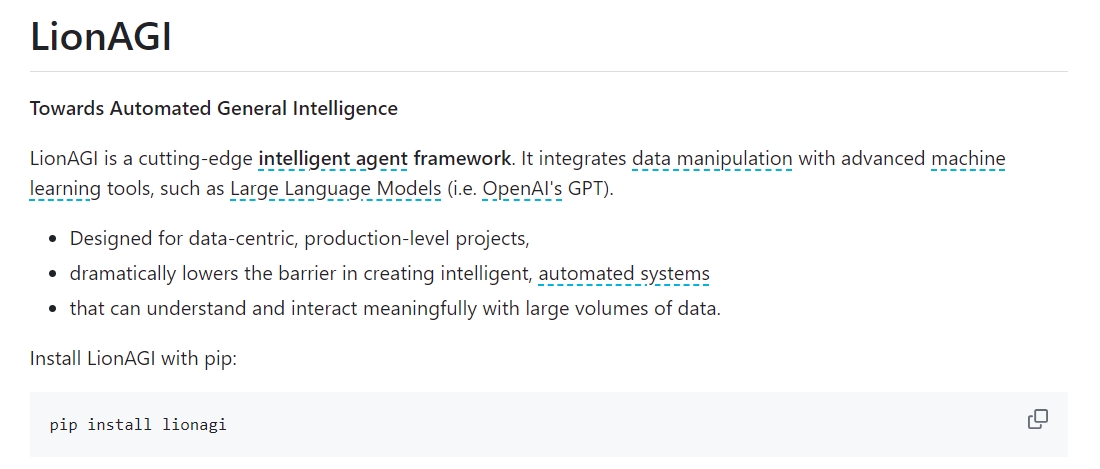 LionAGI
Towards Automated General Intelligence
LionAGI is a cutting-edge intelligent agent framework. It integrates data manipulation with advanced machine
learning tools, such as Large Language Models (i.e. OpenAI's GPT).
• Designed for data-centric, production-level projects,
• dramatically lowers the barrier in creating intelligent, automated systems
• that can understand and interact meaningfully with large volumes of data.
Install LionAGI with pip:
pip install lionagi